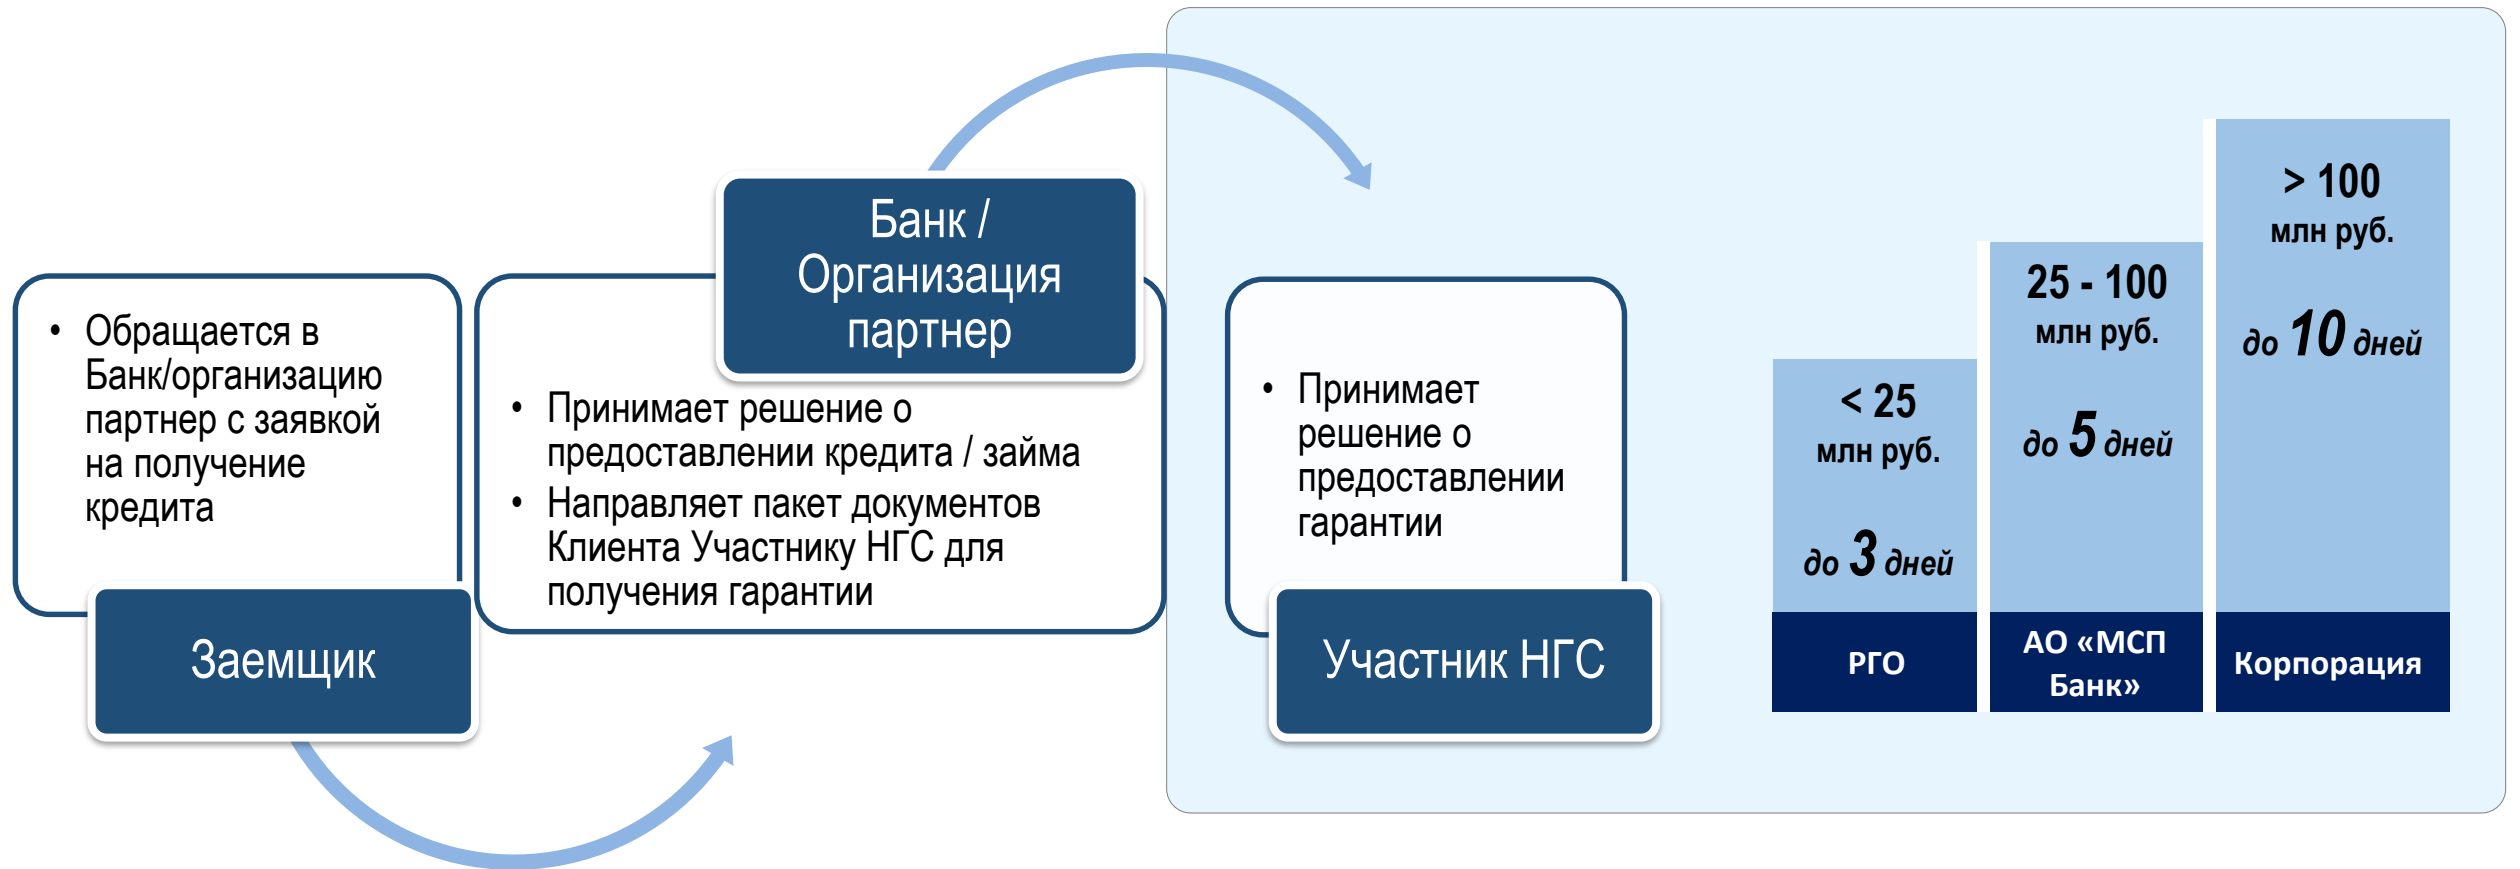 • Обращается в
Банк/организацию
партнер с заявкой
на получение
кредита
Заемщик
Банк /
Организация
партнер
• Принимает решение о
предоставлении кредита / займа
• Направляет пакет документов
Клиента Участнику НГС для
получения гарантии
• Принимает
решение о
предоставлении
гарантии
Участник НГС
< 25
млн руб.
до 3 дней
РГО
25 - 100
млн руб.
до 5 дней
АО «МСП
Банк»
> 100
млн руб.
до 10 дней
Корпорация